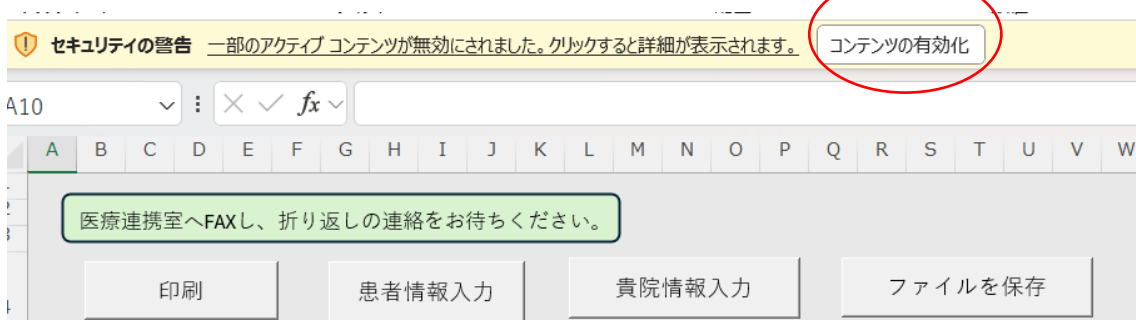 セキュリティの警告 一部のアクティブ コンテンツが無効にされました。クリックすると詳細が表示されます。 コンテンツの有効化
A10 fx
A B C D E F G H I J K L M N O P Q R S T U V W
医療連携室へFAXし、折り返しの連絡をお待ちください。
印刷 患者情報入力 貴院情報入力 ファイルを保存